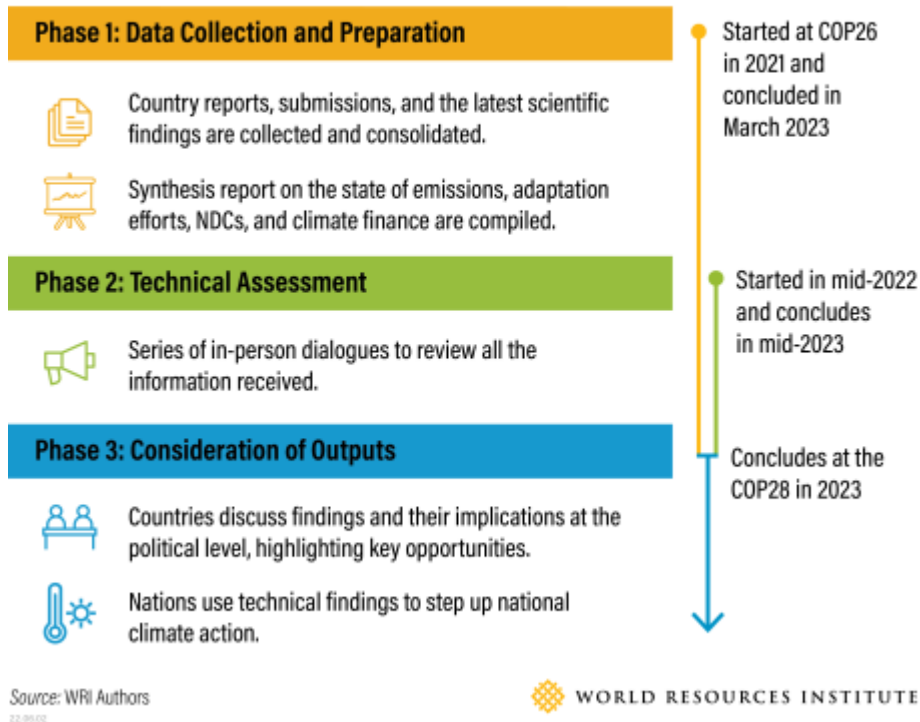 Phase 1: Data Collection and Preparation
Started at COP26
in 2021 and
concluded in
March 2023
Country reports, submissions, and the latest scientific
findings are collected and consolidated.
Synthesis report on the state of emissions, adaptation
efforts, NDCs, and climate finance are compiled.
Phase 2: Technical Assessment
Started in mid-2022
and concludes
in mid-2023
Series of in-person dialogues to review all the
information received.
Phase 3: Consideration of Outputs
Concludes at the
COP28 in 2023
Countries discuss findings and their implications at the
political level, highlighting key opportunities.
Nations use technical findings to step up national
climate action.
Source: WRI Authors
WORLD RESOURCES INSTITUTE